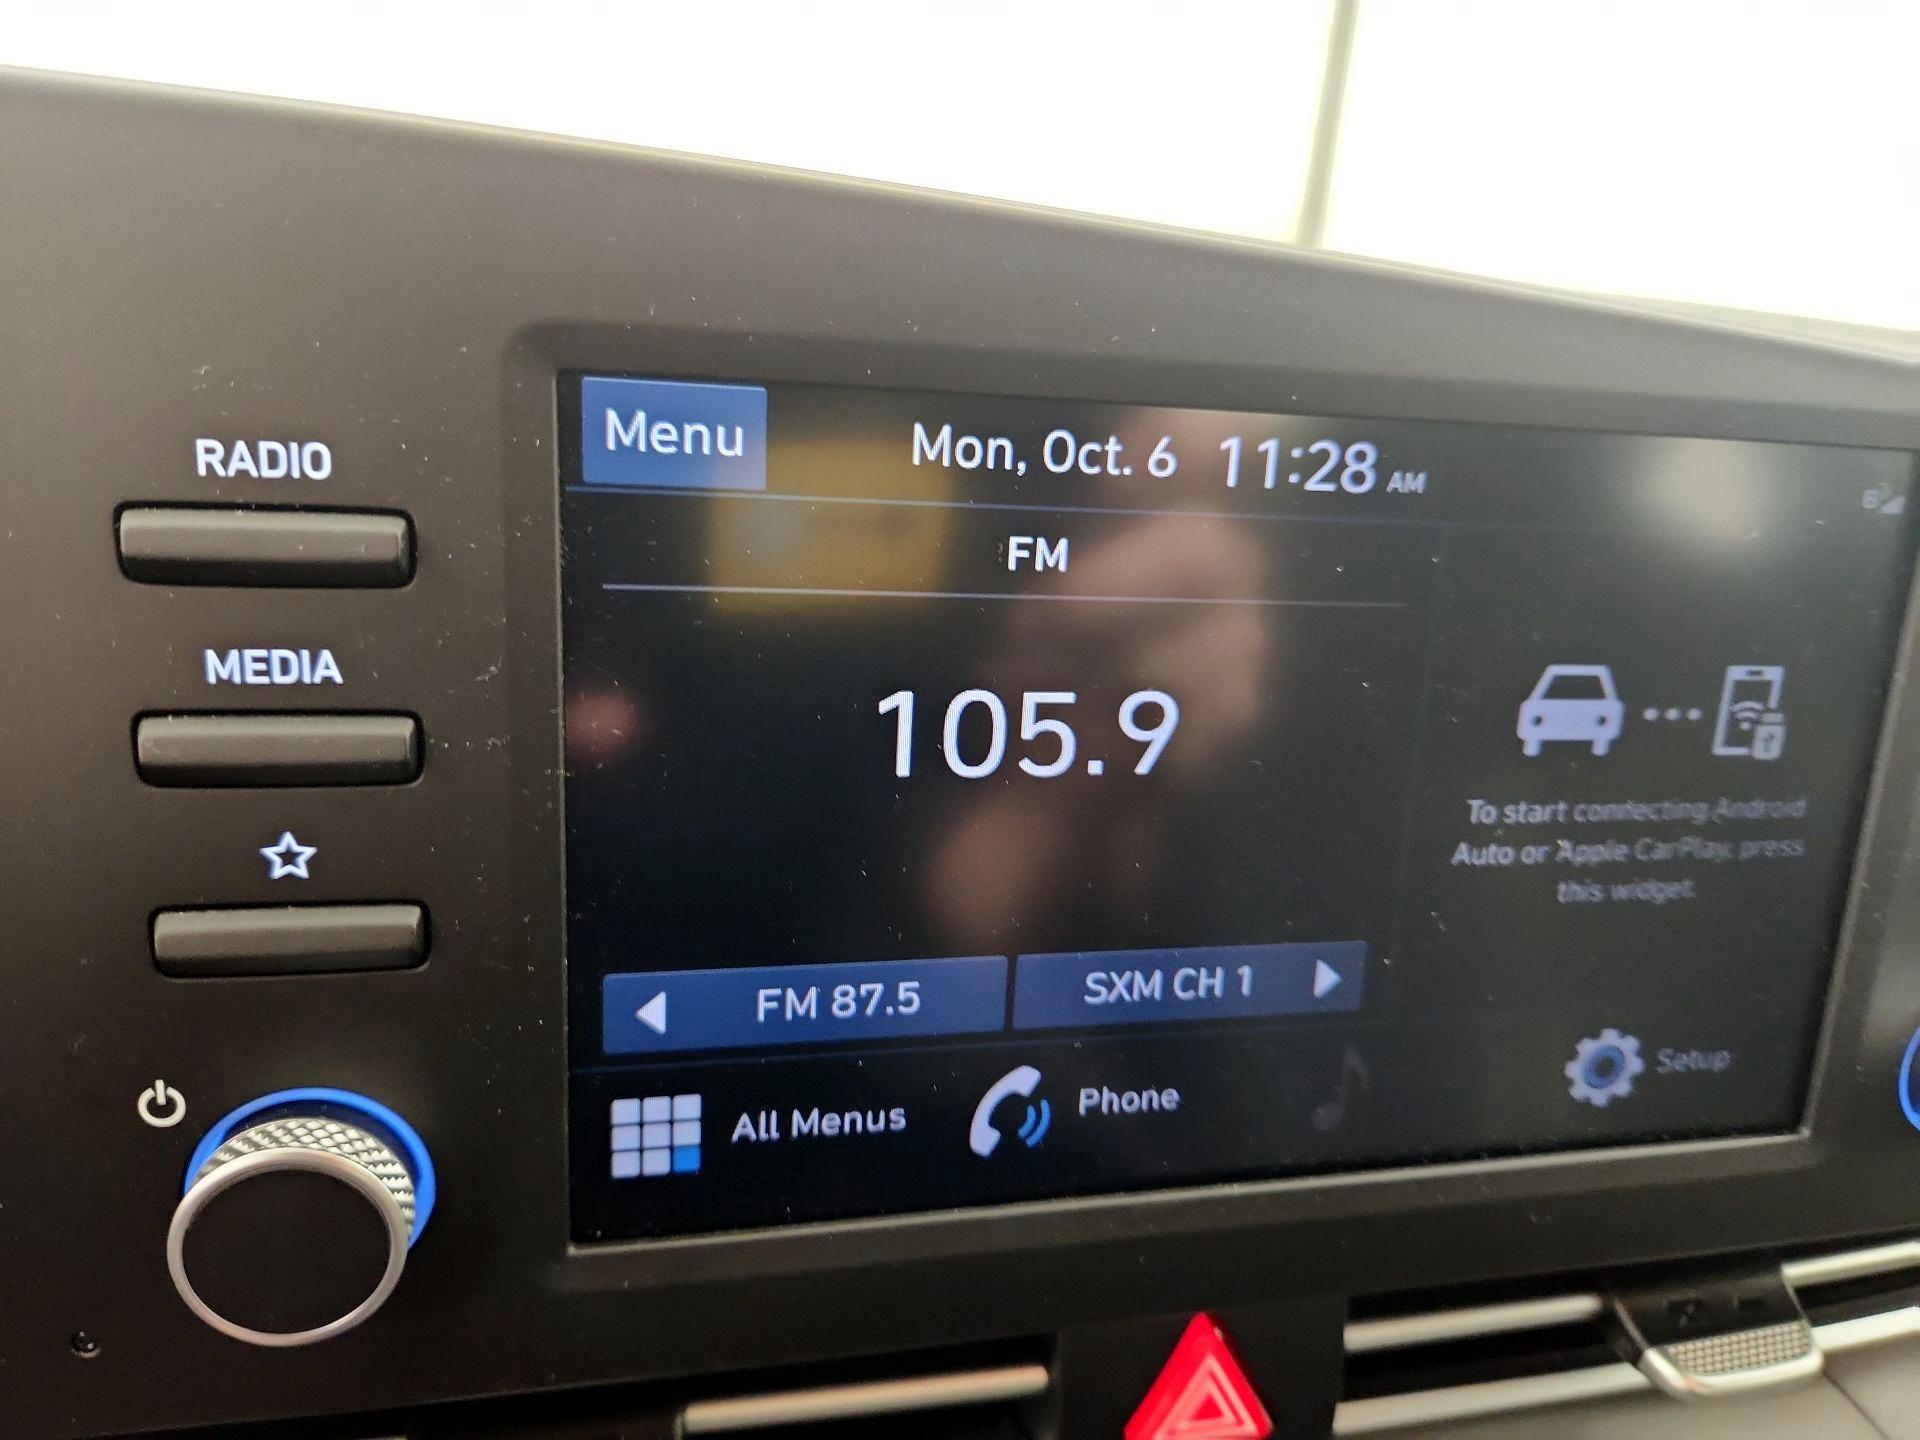 RADIO
MEDIA
Menu
Mon, Oct. 6 11:28 AM
FM
105.9
FM 87.5
SXM CH 1
To start connecting Android
Auto or Apple CarPlay, press
this widget.
All Menus
Phone
Setup